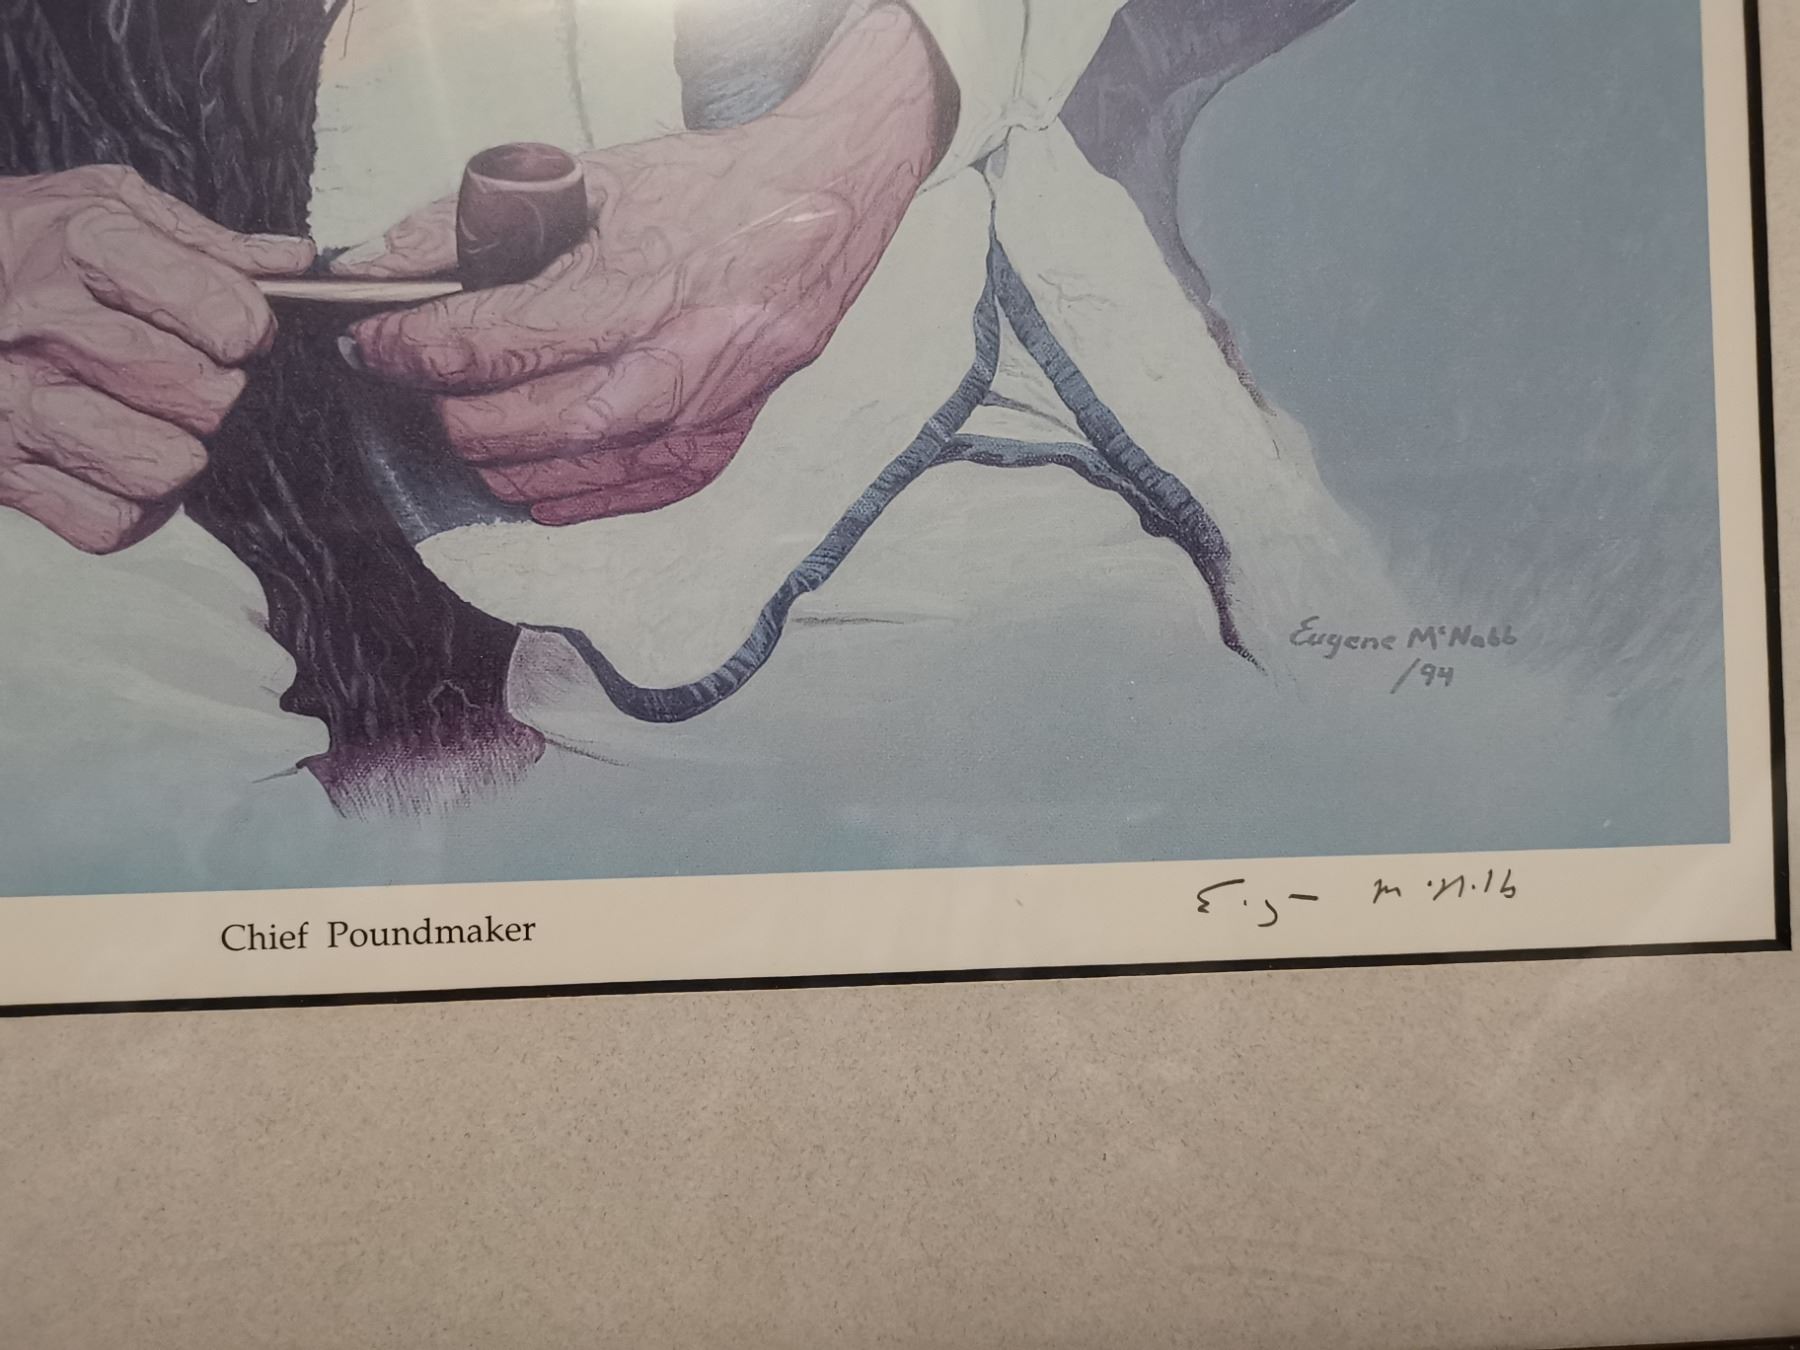 Eugene McNabb
/94
Chief Poundmaker